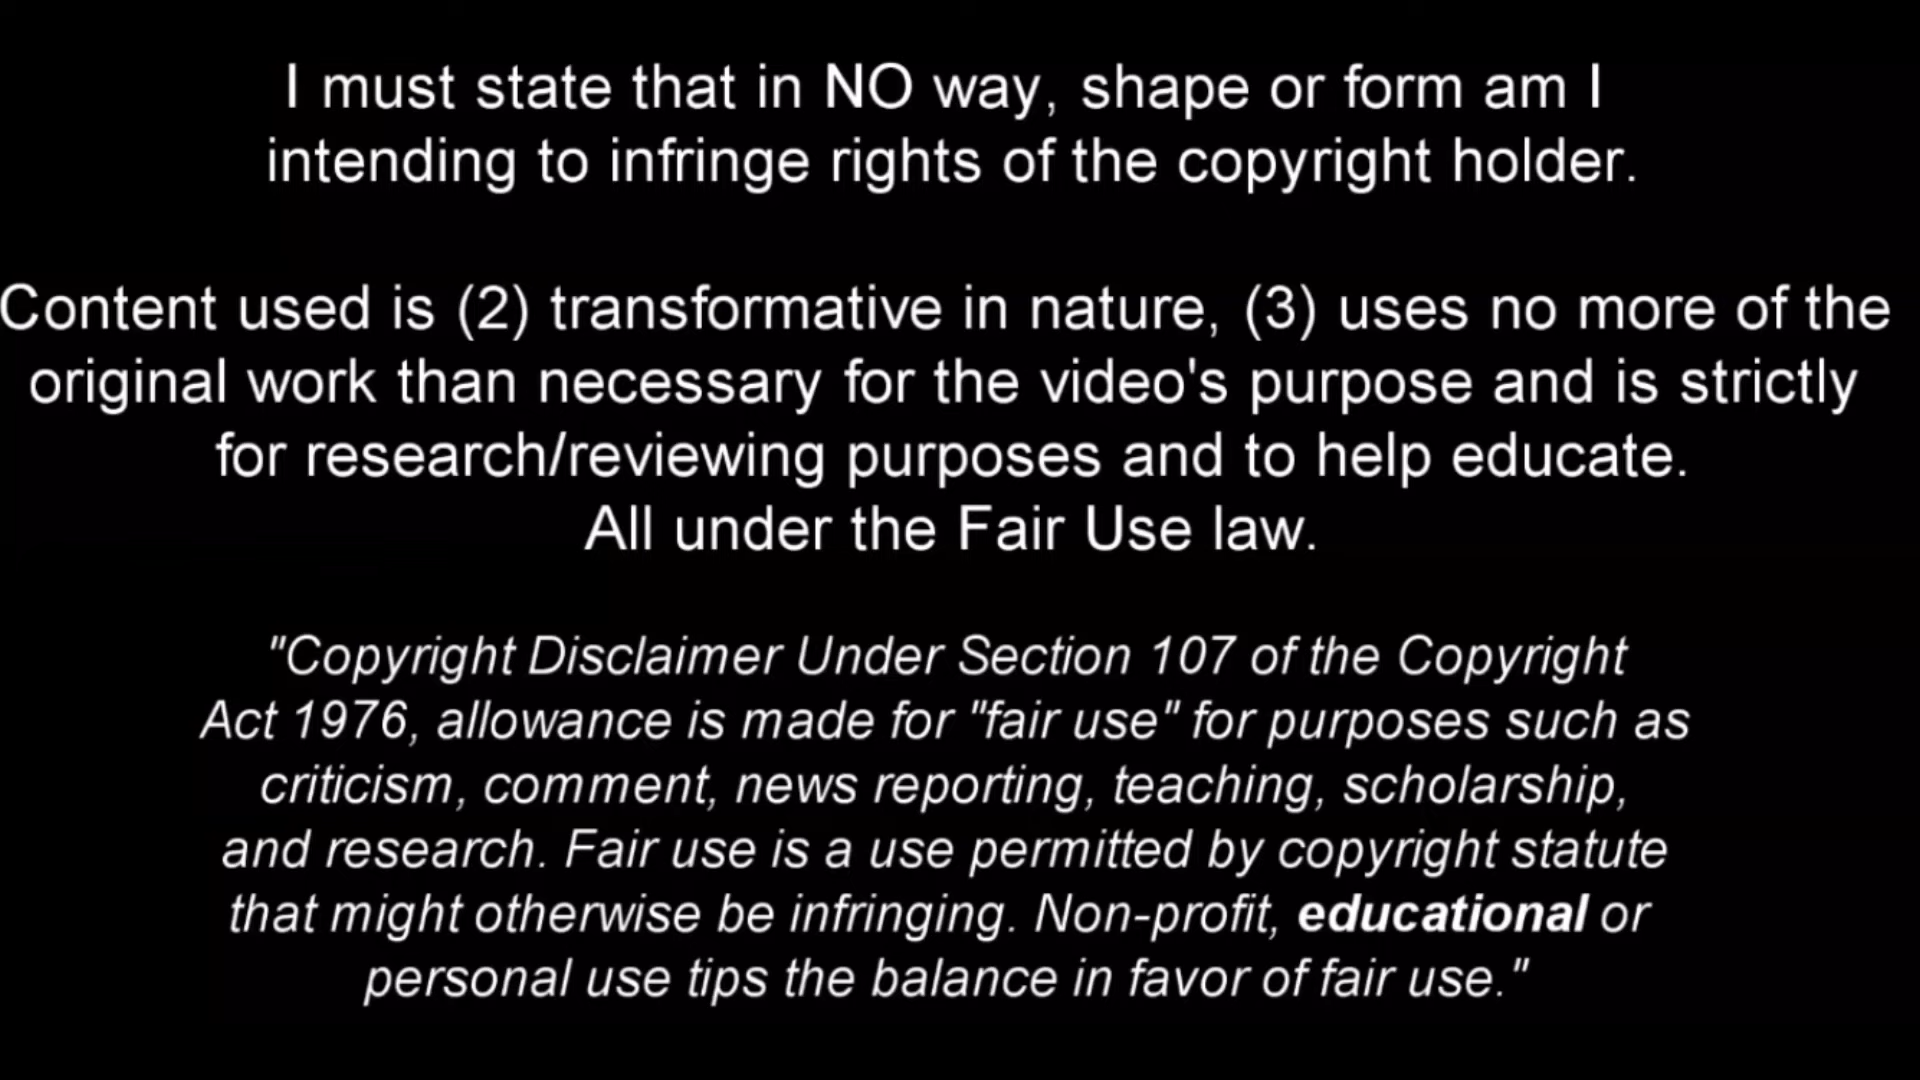 I must state that in NO way, shape or form am I
intending to infringe rights of the copyright holder.
Content used is (2) transformative in nature, (3) uses no more of the
original work than necessary for the video's purpose and is strictly
for research/reviewing purposes and to help educate.
All under the Fair Use law.
"Copyright Disclaimer Under Section 107 of the Copyright
Act 1976, allowance is made for "fair use" for purposes such as
criticism, comment, news reporting, teaching, scholarship,
and research. Fair use is a use permitted by copyright statute
that might otherwise be infringing. Non-profit, educational or
personal use tips the balance in favor of fair use."